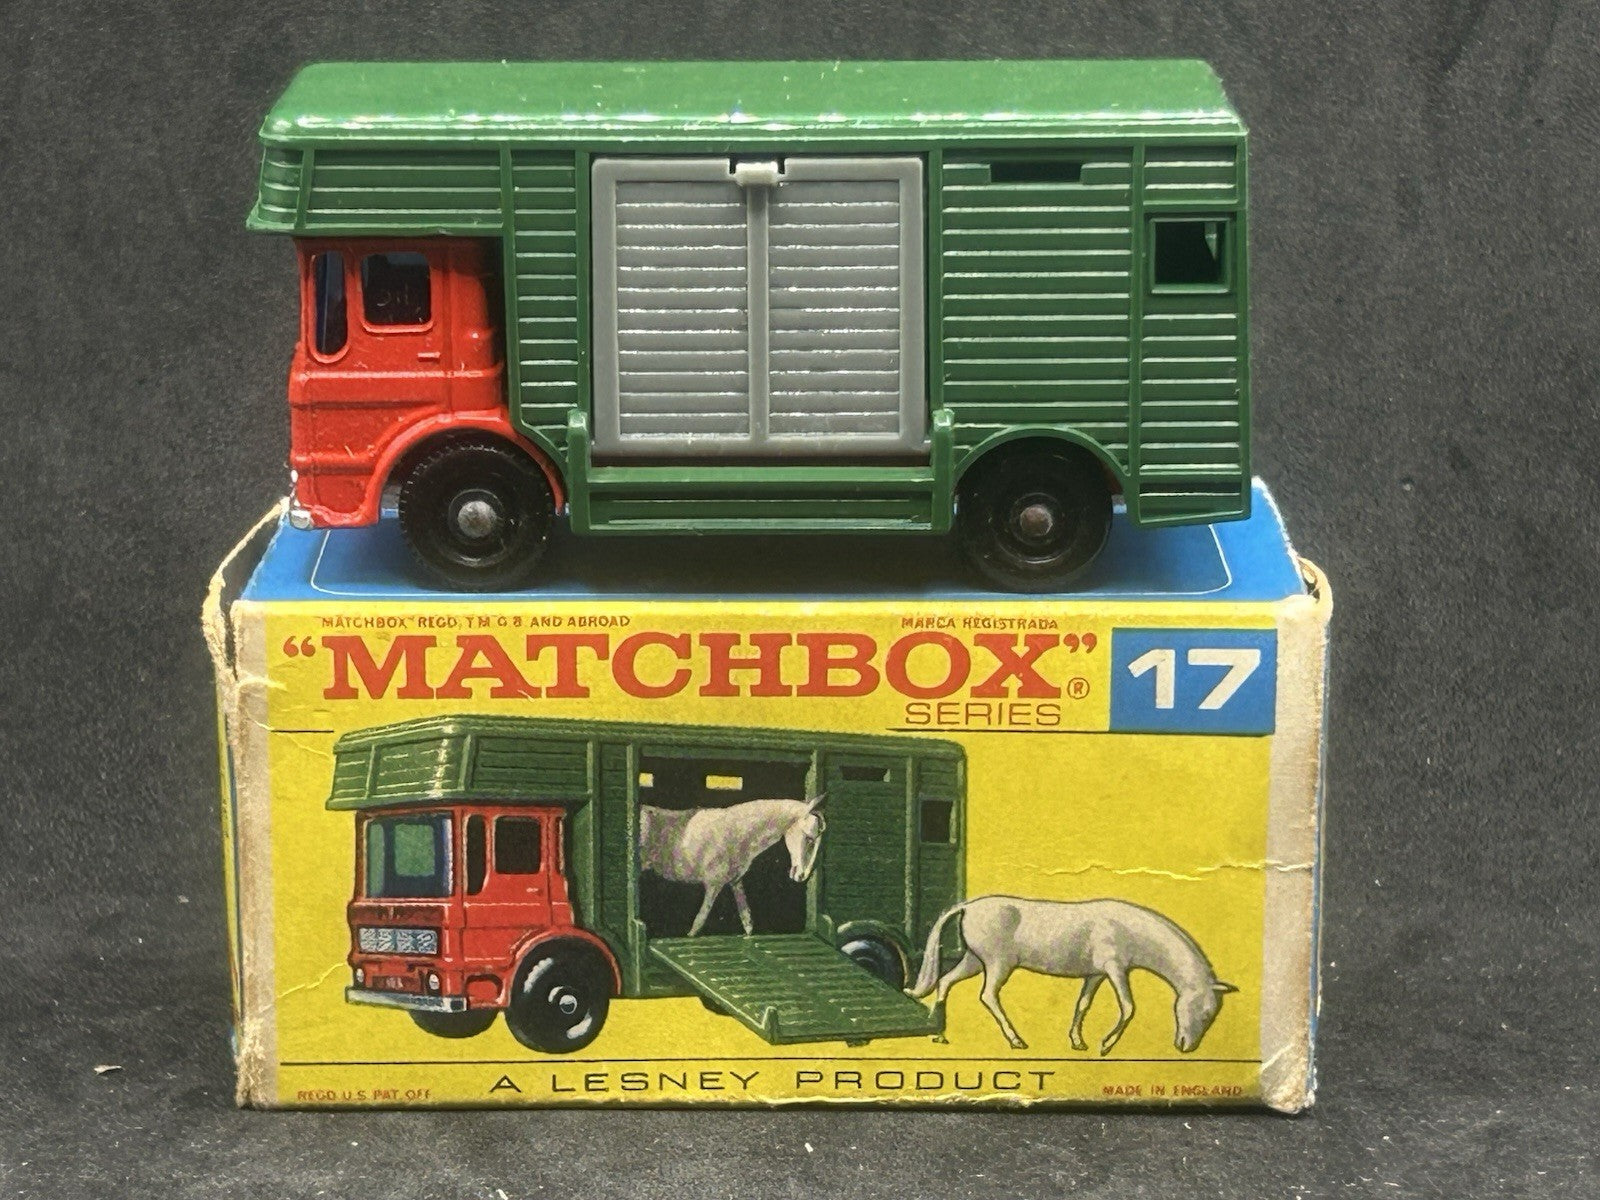 MATCHBOX" REGD. T M G B AND ABROAD
MARCA REGISTRADA
"MATCHBOX"®
17
SERIES
A LESNEY PRODUCT
REGD U.S PAT. OFF
MADE IN ENGLAND